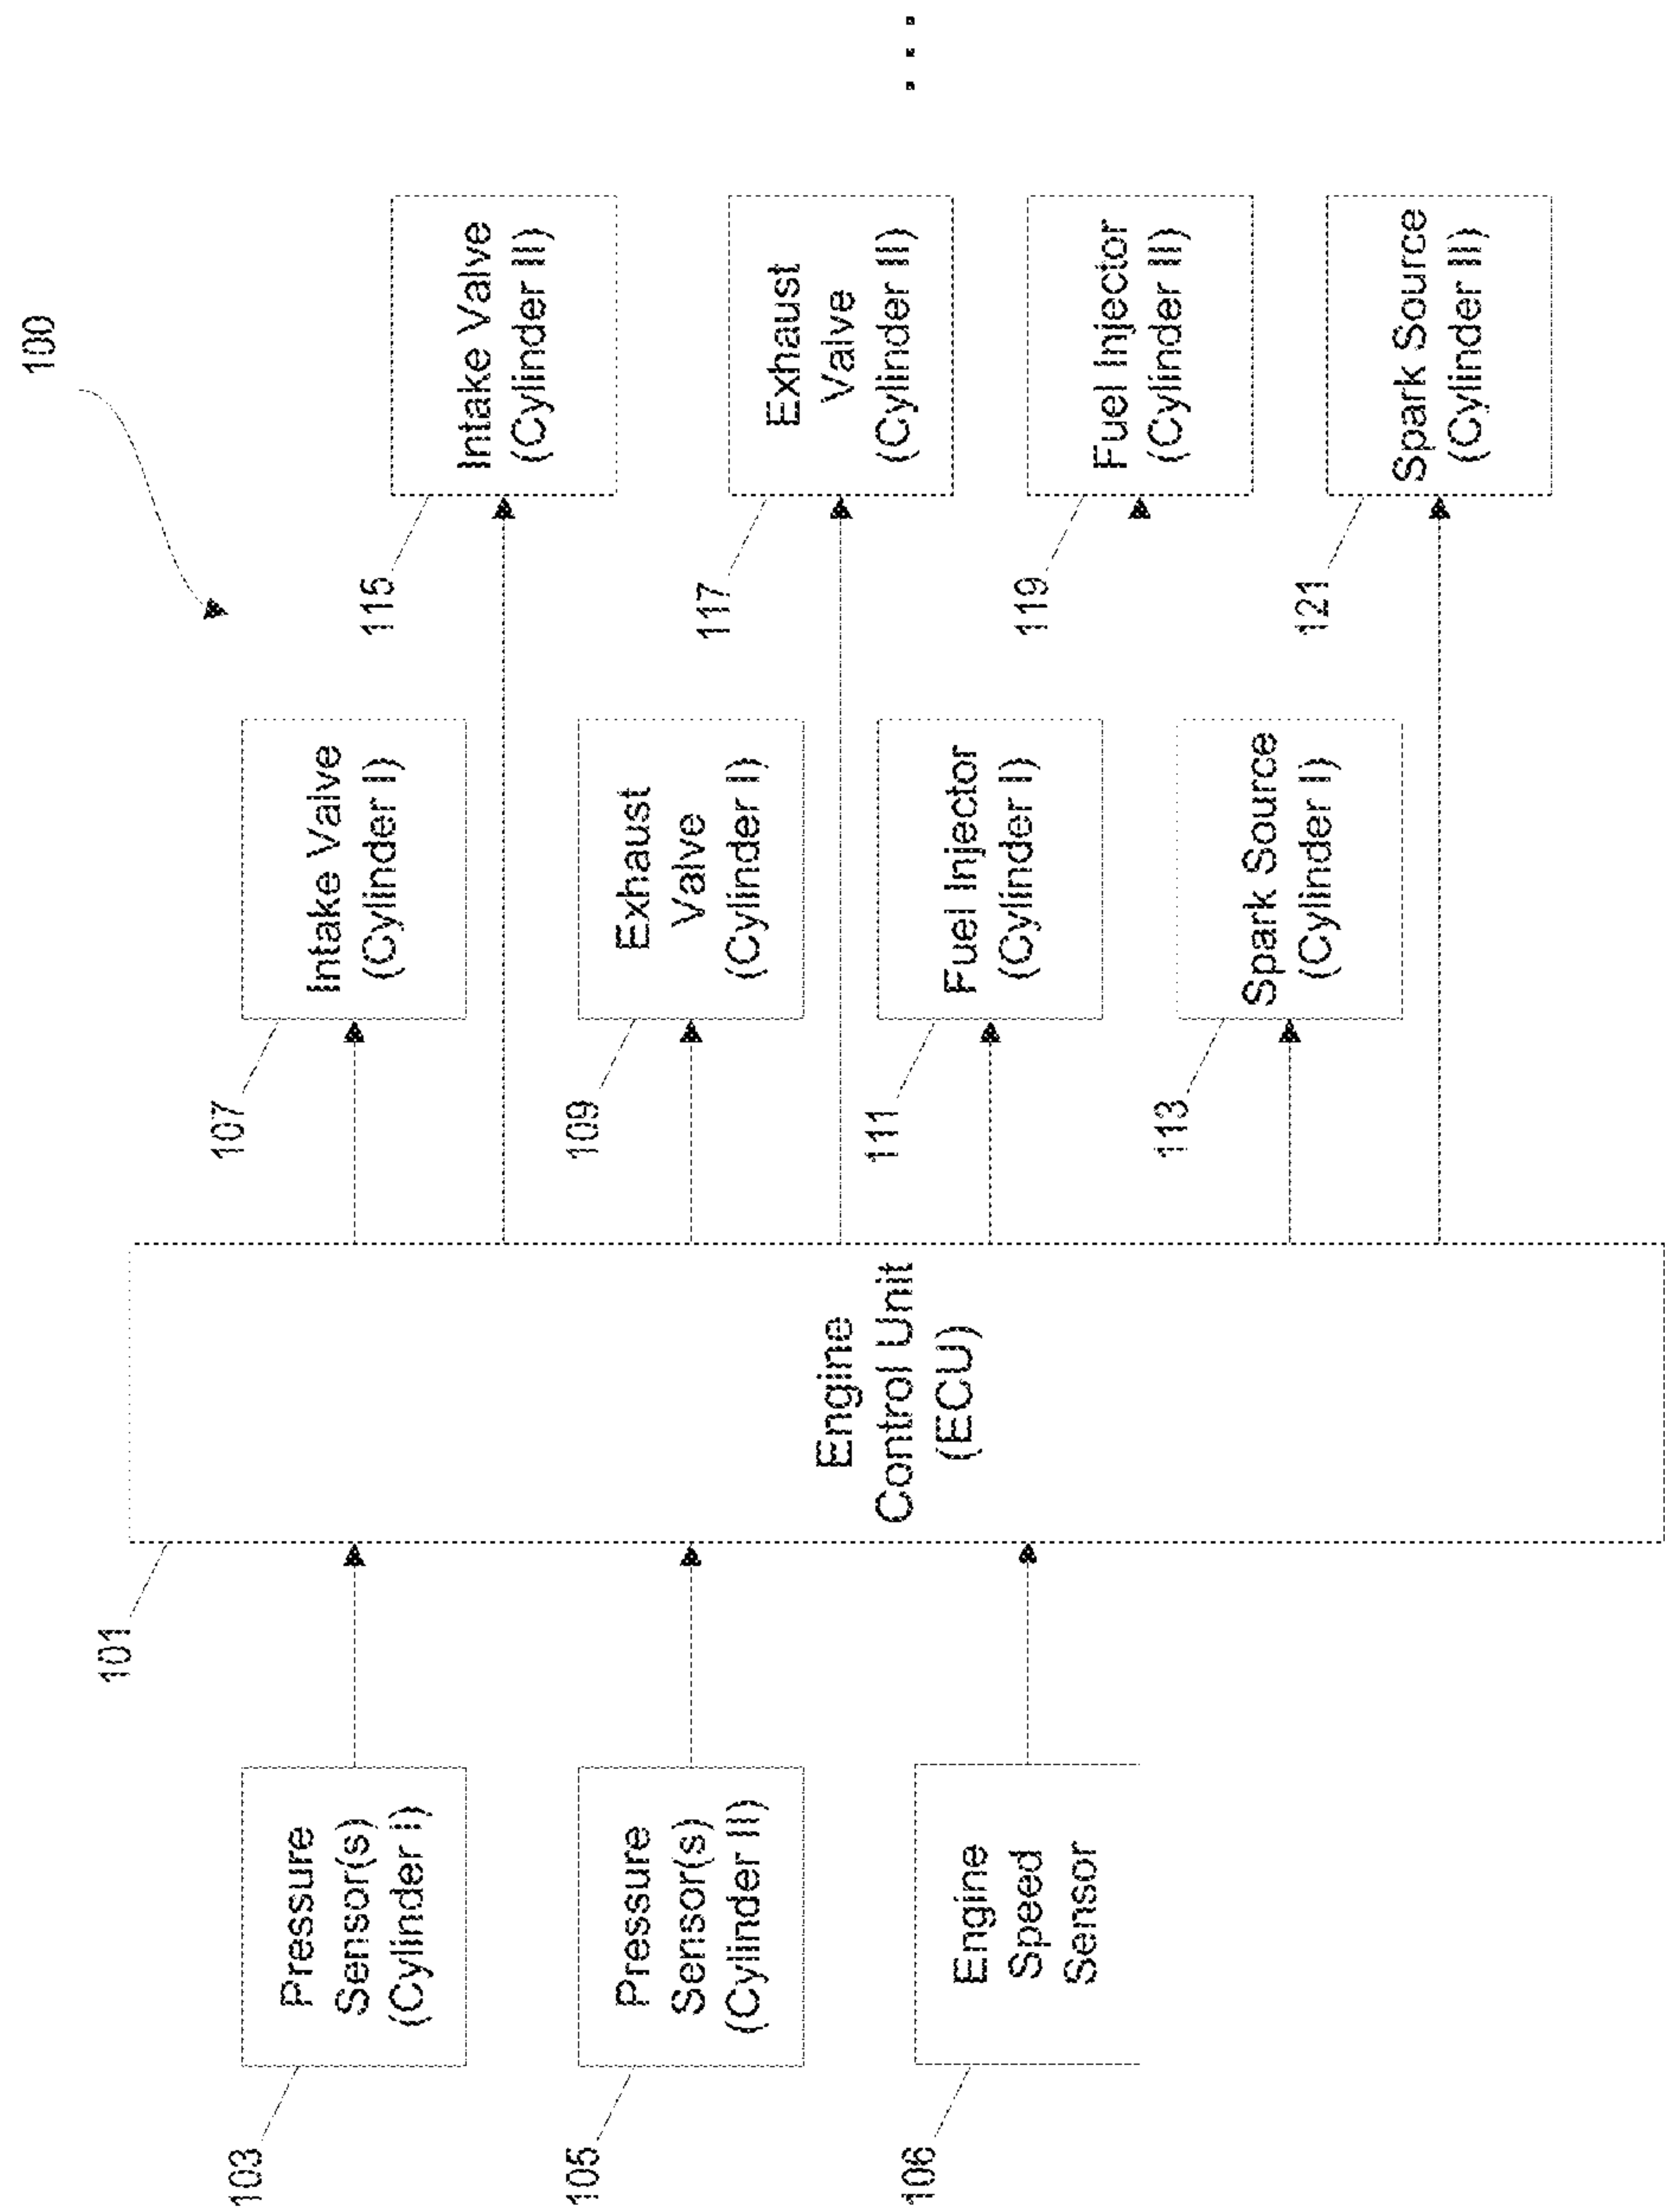 100
101
103
Pressure
Sensor(s)
(Cylinder I)
105
Pressure
Sensor(s)
(Cylinder II)
106
Engine
Speed
Sensor
Engine
Control Unit
(ECU)
107
Intake Valve
(Cylinder I)
109
Exhaust
Valve
(Cylinder I)
111
Fuel Injector
(Cylinder I)
113
Spark Source
(Cylinder I)
115
Intake Valve
(Cylinder II)
117
Exhaust
Valve
(Cylinder II)
119
Fuel Injector
(Cylinder II)
121
Spark Source
(Cylinder II)
...